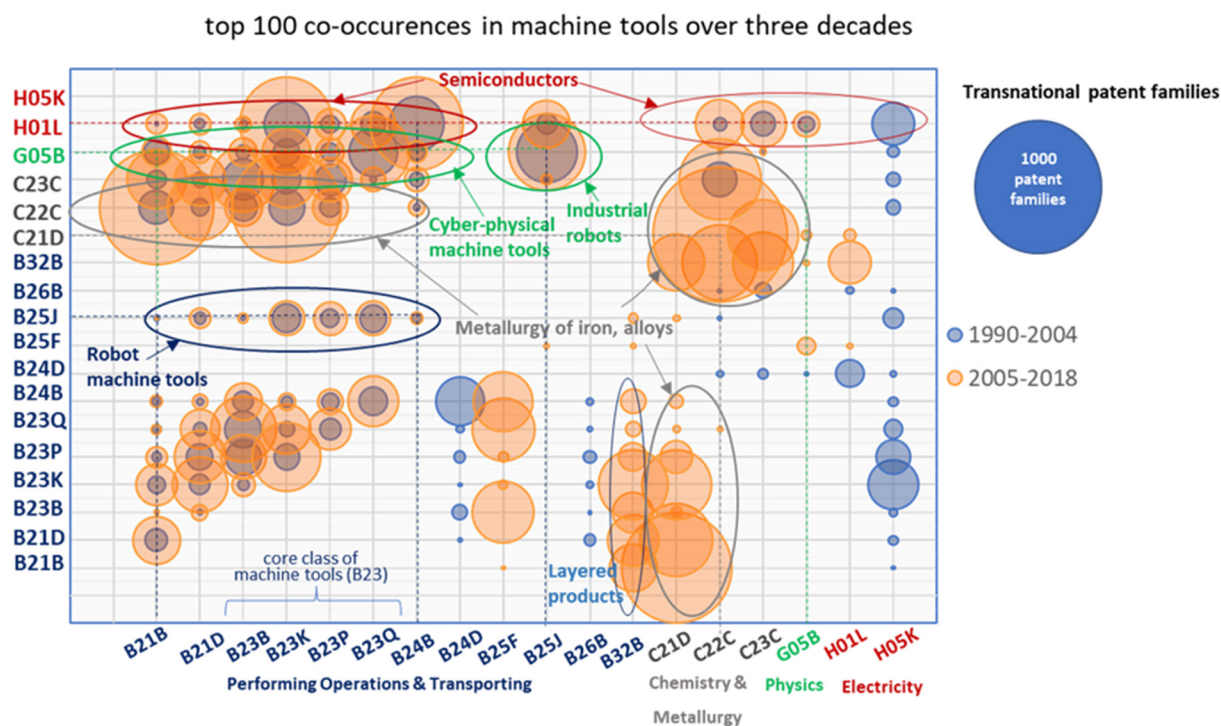 top 100 co-occurences in machine tools over three decades
H05K
H01L
G05B
C23C
C22C
C21D
B32B
B26B
B25J
B25F
B24D
B24B
B23Q
B23P
B23K
B23B
B21D
B21B
Semiconductors
Cyber-physical
machine tools
Industrial
robots
Metallurgy of iron, alloys
Robot
machine tools
core class of
machine tools (B23)
Layered
products
B21B
B21D
B23B
B23K
B23P
B23Q
B24B
B24D
B25F
B25J
B26B
B32B
C21D
C22C
C23C
G05B
H01L
H05K
Performing Operations & Transporting
Chemistry &
Metallurgy
Physics
Electricity
Transnational patent families
1000
patent
families
1990-2004
2005-2018